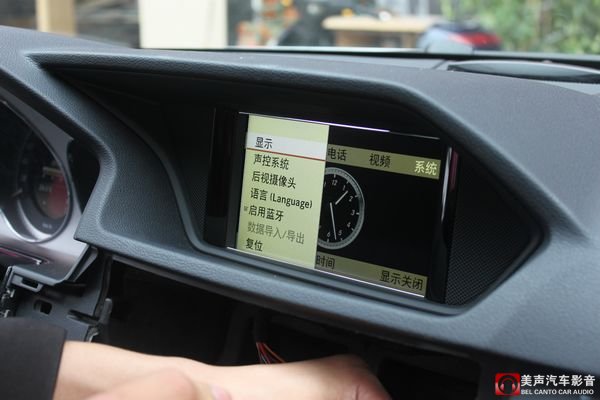 显示
声控系统
后视摄像头
语言 (Language)
启用蓝牙
数据导入/导出
复位
电话 视频 系统
12
时间 显示关闭
美声汽车影音
BEL CANTO CAR AUDIO